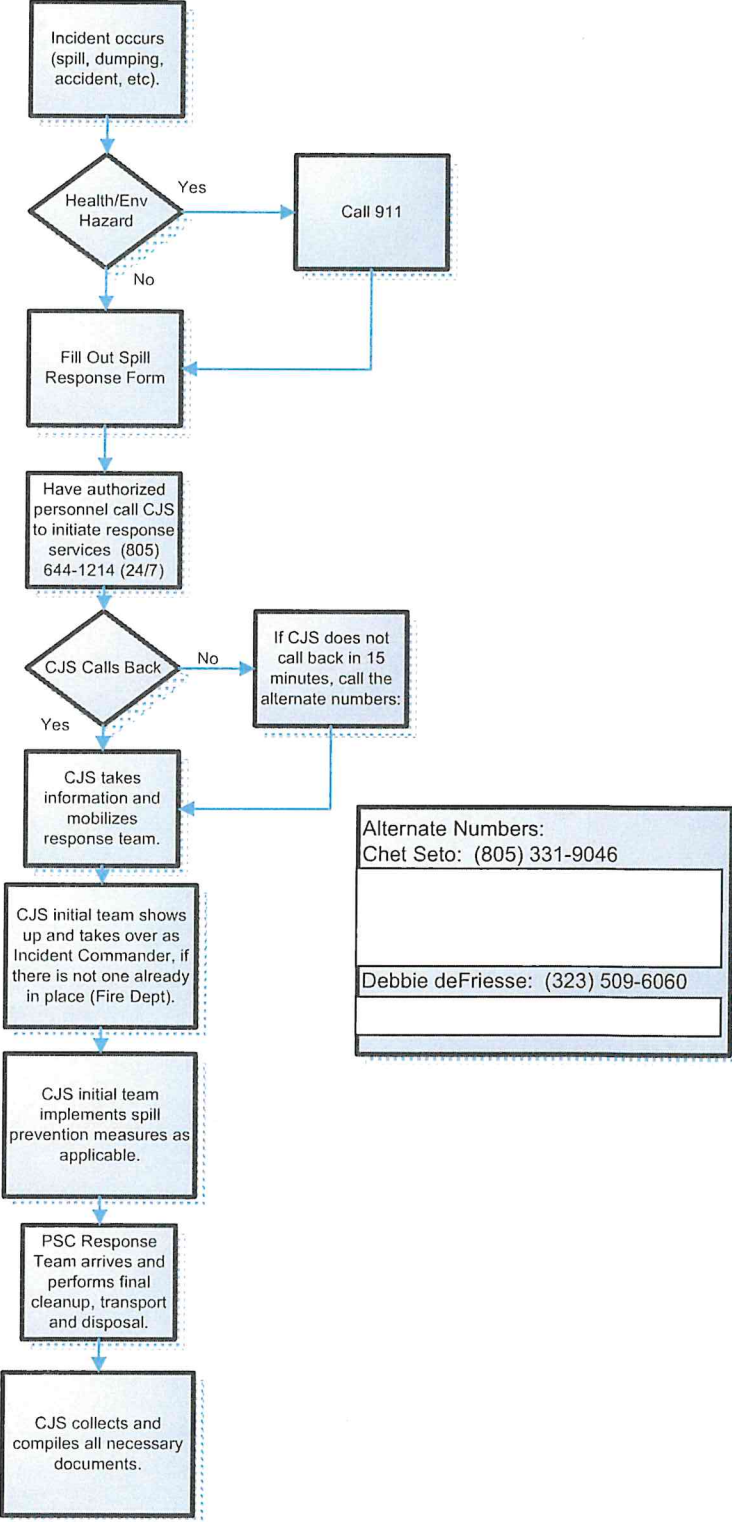 Incident occurs
(spill, dumping,
accident, etc).
Health/Env
Hazard
Yes
Call 911
No
Fill Out Spill
Response Form
Have authorized
personnel call CJS
to initiate response
services (805)
644-1214 (24/7)
CJS Calls Back
No
If CJS does not
call back in 15
minutes, call the
alternate numbers:
Yes
CJS takes
information and
mobilizes
response team.
Alternate Numbers:
Chet Seto: (805) 331-9046
Debbie deFriesse: (323) 509-6060
CJS initial team shows
up and takes over as
Incident Commander, if
there is not one already
in place (Fire Dept).
CJS initial team
implements spill
prevention measures as
applicable.
PSC Response
Team arrives and
performs final
cleanup, transport
and disposal.
CJS collects and
compiles all necessary
documents.